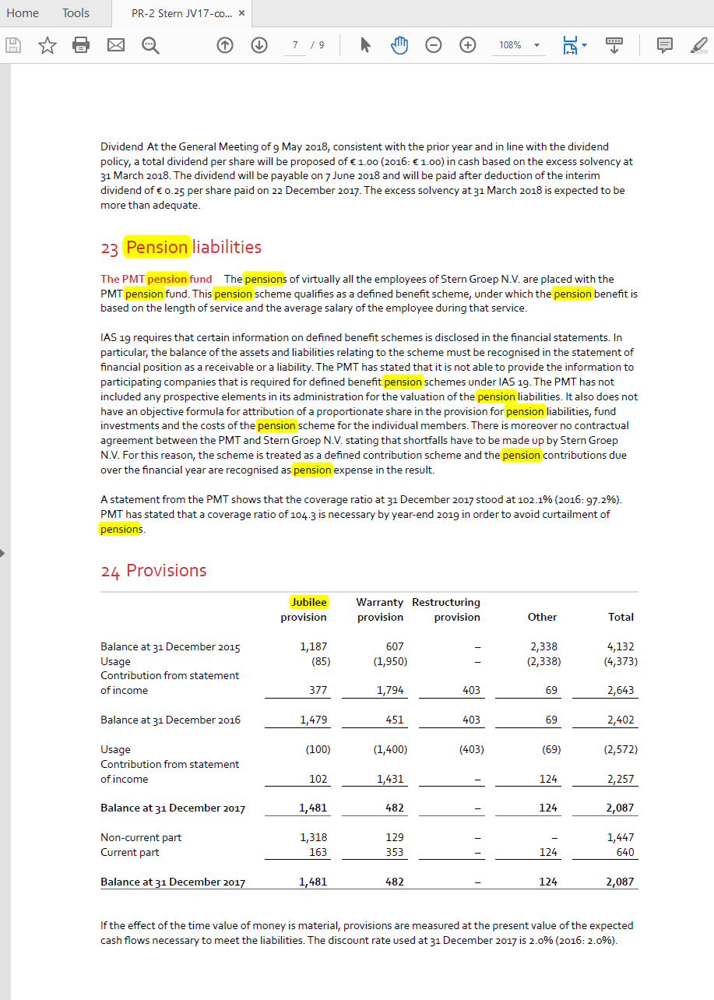 Home Tools PR-2 Stern JV17-co... ×
7 / 9 108%
Dividend At the General Meeting of 9 May 2018, consistent with the prior year and in line with the dividend
policy, a total dividend per share will be proposed of € 1.00 (2016: € 1.00) in cash based on the excess solvency at
31 March 2018. The dividend will be payable on 7 June 2018 and will be paid after deduction of the interim
dividend of € 0.25 per share paid on 22 December 2017. The excess solvency at 31 March 2018 is expected to be
more than adequate.
23 Pension liabilities
The PMT pension fund The pensions of virtually all the employees of Stern Groep N.V. are placed with the
PMT pension fund. This pension scheme qualifies as a defined benefit scheme, under which the pension benefit is
based on the length of service and the average salary of the employee during that service.
IAS 19 requires that certain information on defined benefit schemes is disclosed in the financial statements. In
particular, the balance of the assets and liabilities relating to the scheme must be recognised in the statement of
financial position as a receivable or a liability. The PMT has stated that it is not able to provide the information to
participating companies that is required for defined benefit pension schemes under IAS 19. The PMT has not
included any prospective elements in its administration for the valuation of the pension liabilities. It also does not
have an objective formula for attribution of a proportionate share in the provision for pension liabilities, fund
investments and the costs of the pension scheme for the individual members. There is moreover no contractual
agreement between the PMT and Stern Groep N.V. stating that shortfalls have to be made up by Stern Groep
N.V. For this reason, the scheme is treated as a defined contribution scheme and the pension contributions due
over the financial year are recognised as pension expense in the result.
A statement from the PMT shows that the coverage ratio at 31 December 2017 stood at 102.1% (2016: 97.2%).
PMT has stated that a coverage ratio of 104.3 is necessary by year-end 2019 in order to avoid curtailment of
pensions.
24 Provisions
Jubilee Warranty Restructuring
provision provision provision Other Total
Balance at 31 December 2015 1,187 607 – 2,338 4,132
Usage (85) (1,950) – (2,338) (4,373)
Contribution from statement
of income 377 1,794 403 69 2,643
Balance at 31 December 2016 1,479 451 403 69 2,402
Usage (100) (1,400) (403) (69) (2,572)
Contribution from statement
of income 102 1,431 – 124 2,257
Balance at 31 December 2017 1,481 482 – 124 2,087
Non-current part 1,318 129 – – 1,447
Current part 163 353 – 124 640
Balance at 31 December 2017 1,481 482 – 124 2,087
If the effect of the time value of money is material, provisions are measured at the present value of the expected
cash flows necessary to meet the liabilities. The discount rate used at 31 December 2017 is 2.0% (2016: 2.0%).